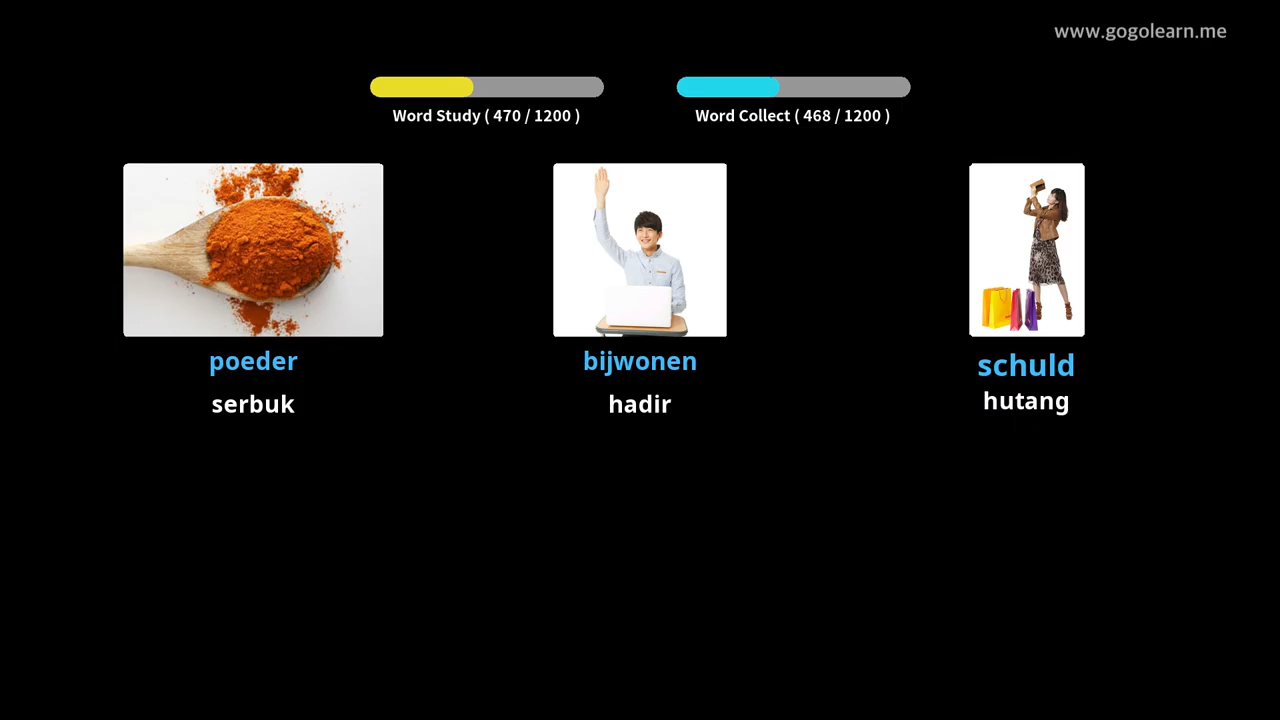 www.gogolearn.me
Word Study ( 470 / 1200 )
Word Collect ( 468 / 1200 )
poeder
serbuk
bijwonen
hadir
schuld
hutang